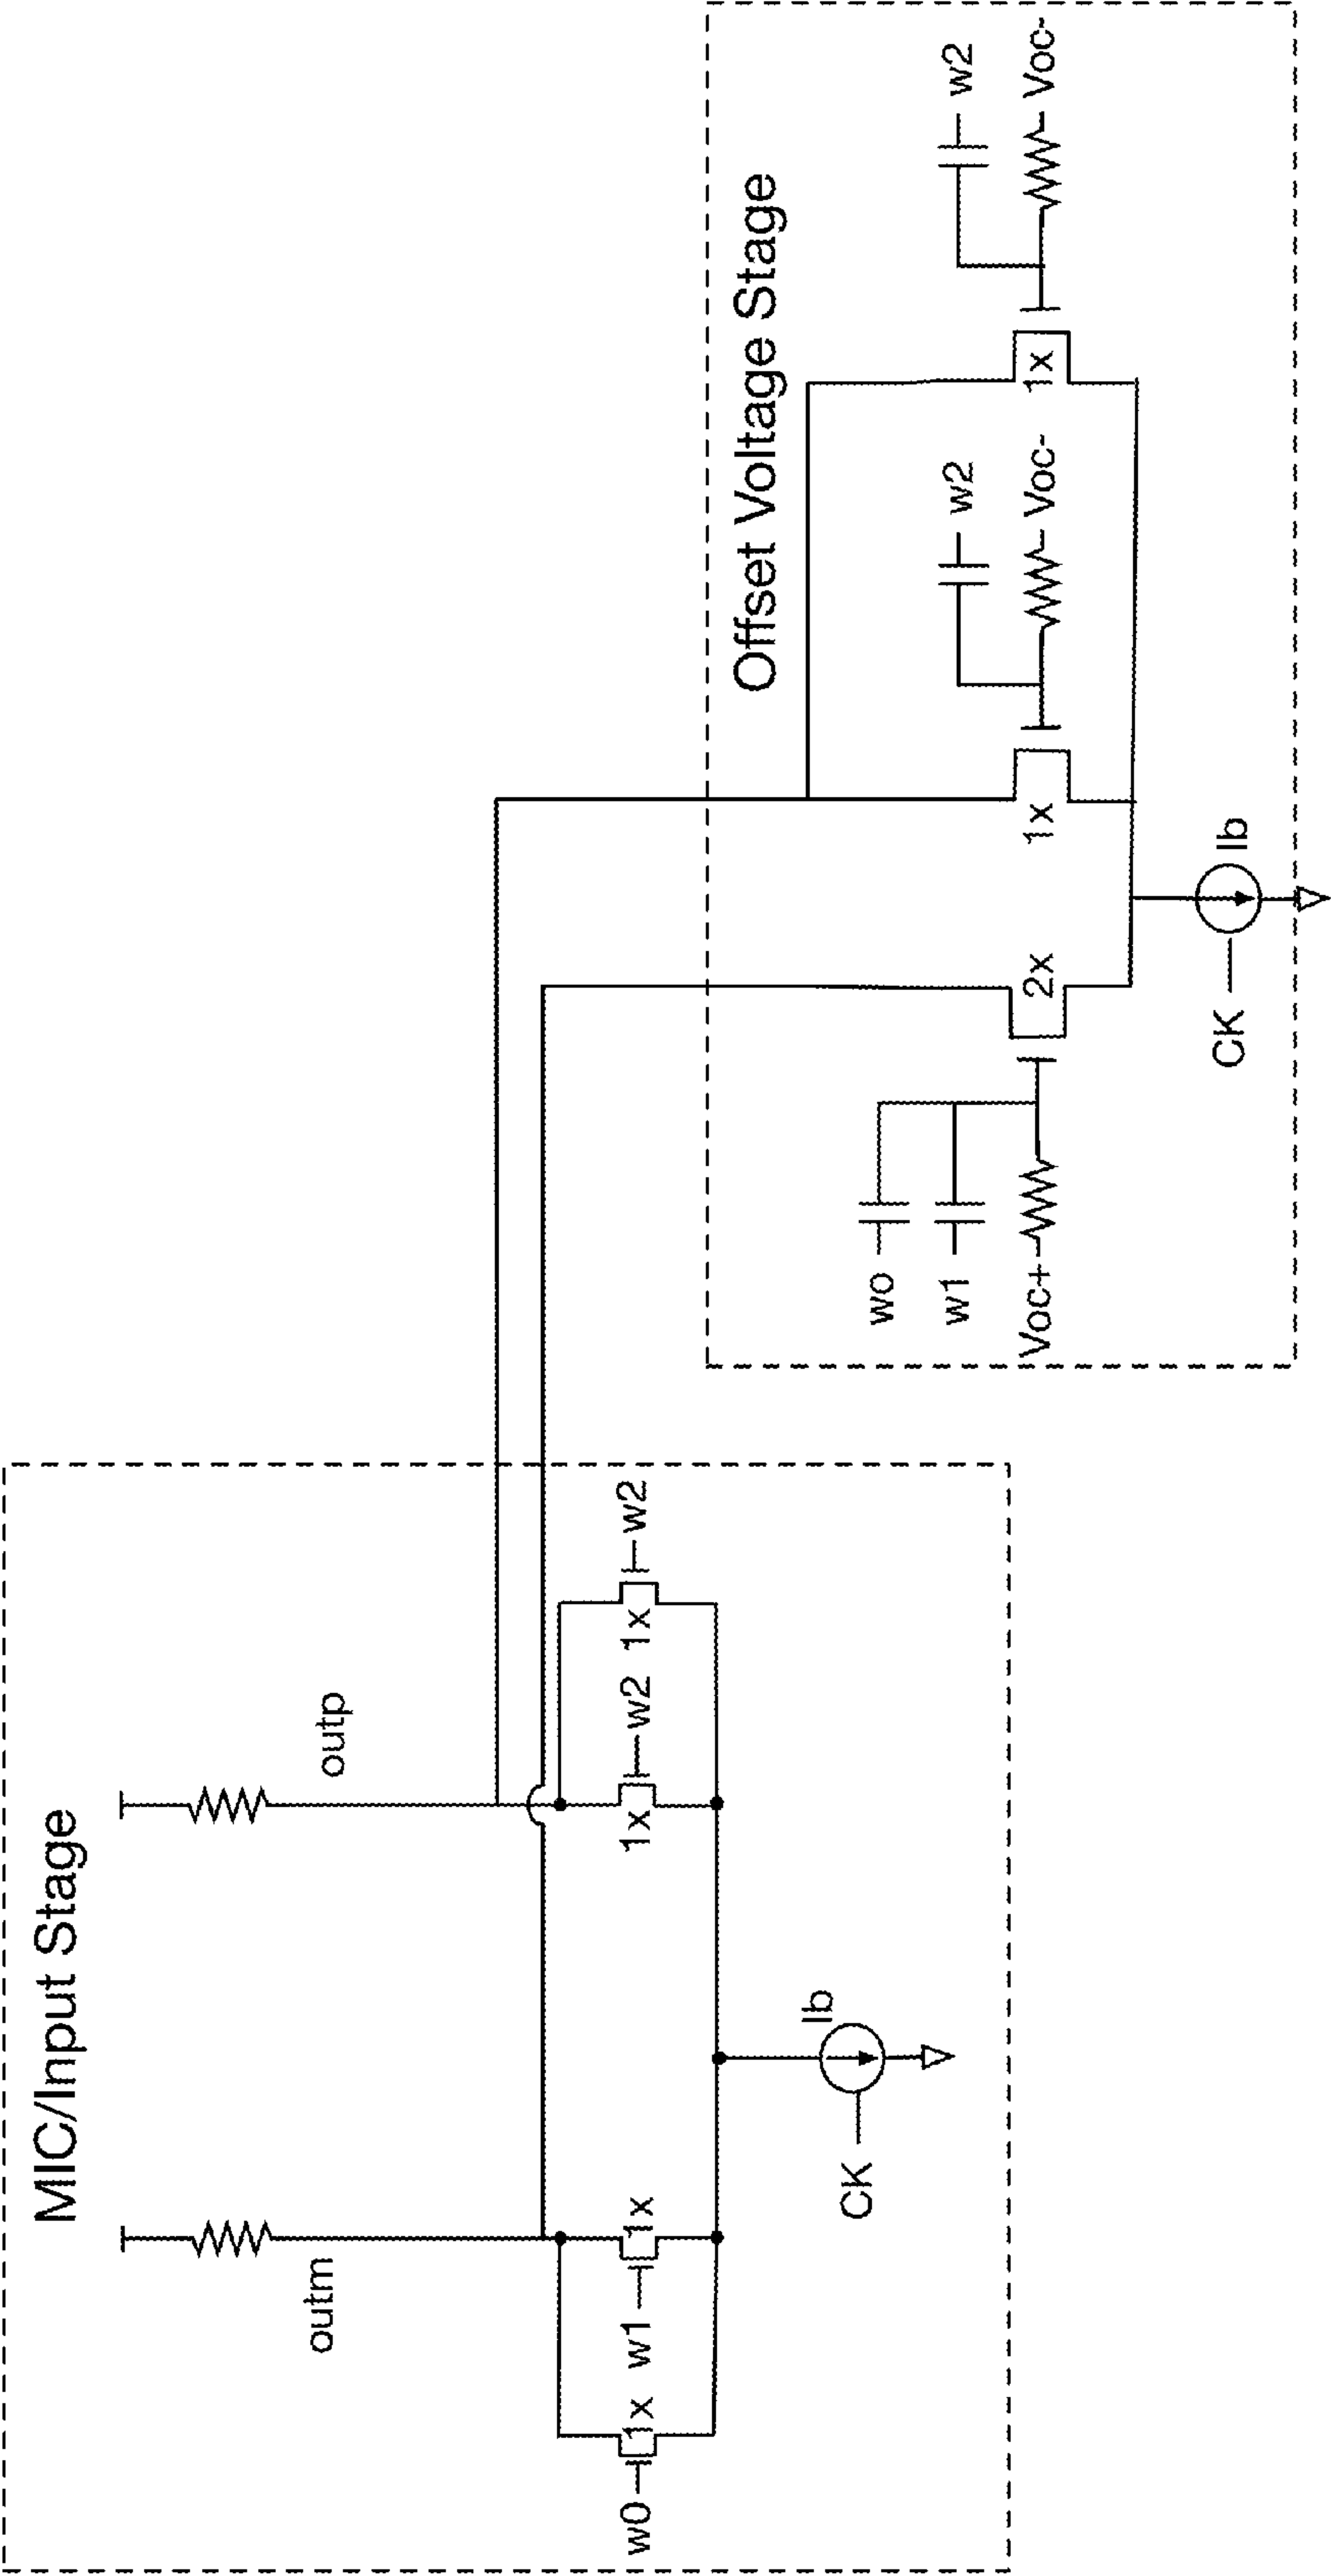 MIC/Input Stage
outm
outp
w0
1x
w1
1x
1x
w2
1x
w2
CK
Ib
Offset Voltage Stage
wo
w1
Voc+
2x
1x
w2
Voc-
1x
w2
Voc-
CK
Ib